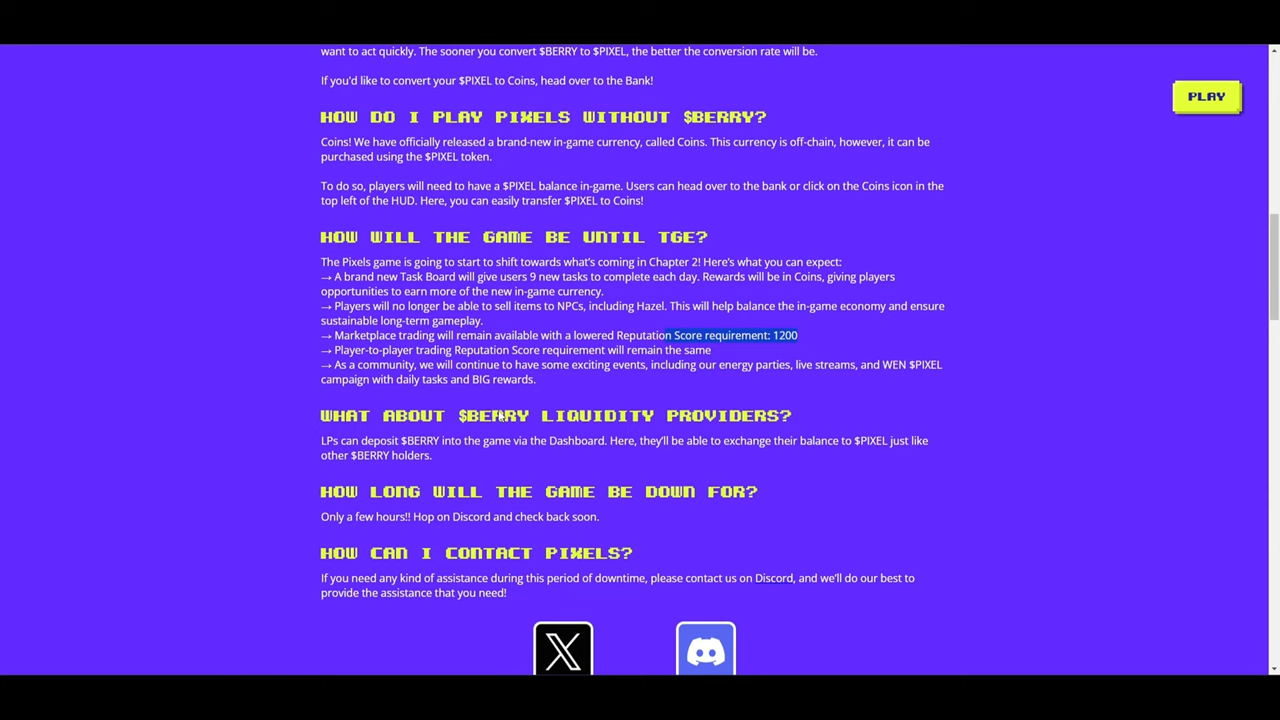 want to act quickly. The sooner you convert $BERRY to $PIXEL, the better the conversion rate will be.
If you'd like to convert your $PIXEL to Coins, head over to the Bank!
PLAY
HOW DO I PLAY PIXELS WITHOUT $BERRY?
Coins! We have officially released a brand-new in-game currency, called Coins. This currency is off-chain, however, it can be
purchased using the $PIXEL token.
To do so, players will need to have a $PIXEL balance in-game. Users can head over to the bank or click on the Coins icon in the
top left of the HUD. Here, you can easily transfer $PIXEL to Coins!
HOW WILL THE GAME BE UNTIL TGE?
The Pixels game is going to start to shift towards what's coming in Chapter 2! Here's what you can expect:
→ A brand new Task Board will give users 9 new tasks to complete each day. Rewards will be in Coins, giving players
opportunities to earn more of the new in-game currency.
→ Players will no longer be able to sell items to NPCs, including Hazel. This will help balance the in-game economy and ensure
sustainable long-term gameplay.
→ Marketplace trading will remain available with a lowered Reputation Score requirement: 1200
→ Player-to-player trading Reputation Score requirement will remain the same
→ As a community, we will continue to have some exciting events, including our energy parties, live streams, and WEN $PIXEL
campaign with daily tasks and BIG rewards.
WHAT ABOUT $BERRY LIQUIDITY PROVIDERS?
LPs can deposit $BERRY into the game via the Dashboard. Here, they'll be able to exchange their balance to $PIXEL just like
other $BERRY holders.
HOW LONG WILL THE GAME BE DOWN FOR?
Only a few hours!! Hop on Discord and check back soon.
HOW CAN I CONTACT PIXELS?
If you need any kind of assistance during this period of downtime, please contact us on Discord, and we'll do our best to
provide the assistance that you need!